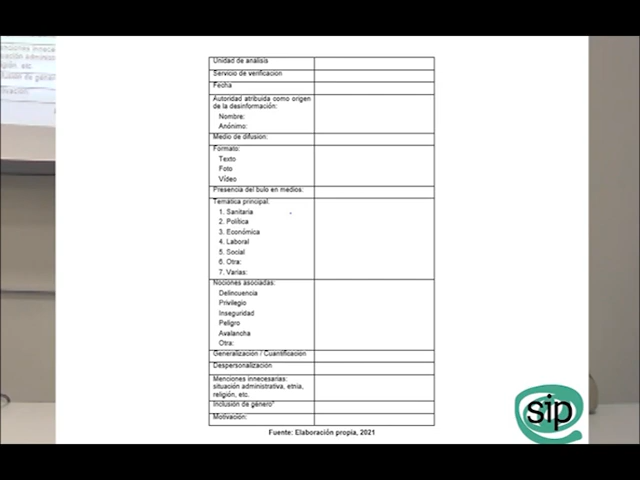 Unidad de análisis
Servicio de verificación
Fecha
Autoridad atribuida como origen
de la desinformación:
Nombre:
Anónimo:
Medio de difusion:
Formato:
Texto
Foto
Vídeo
Presencia del bulo en medios:
Temática principal:
1. Sanitaria
2. Política
3. Económica
4. Laboral
5. Social
6. Otra:
7. Varias:
Nociones asociadas:
Delincuencia
Privilegio
Inseguridad
Peligro
Avalancha
Otra:
Generalización / Cuantificación
Despersonalización
Menciones innecesarias:
situación administrativa, etnia,
religión, etc.
Inclusión de género*
Motivación:
Fuente: Elaboración propia, 2021
sip